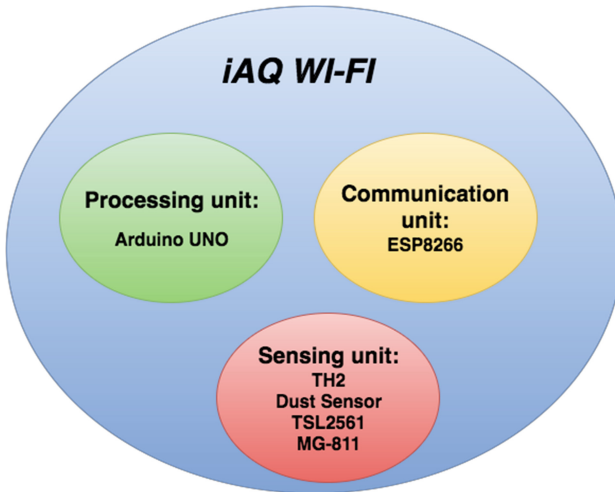 iAQ WI-FI
Processing unit:
Arduino UNO
Communication
unit:
ESP8266
Sensing unit:
TH2
Dust Sensor
TSL2561
MG-811